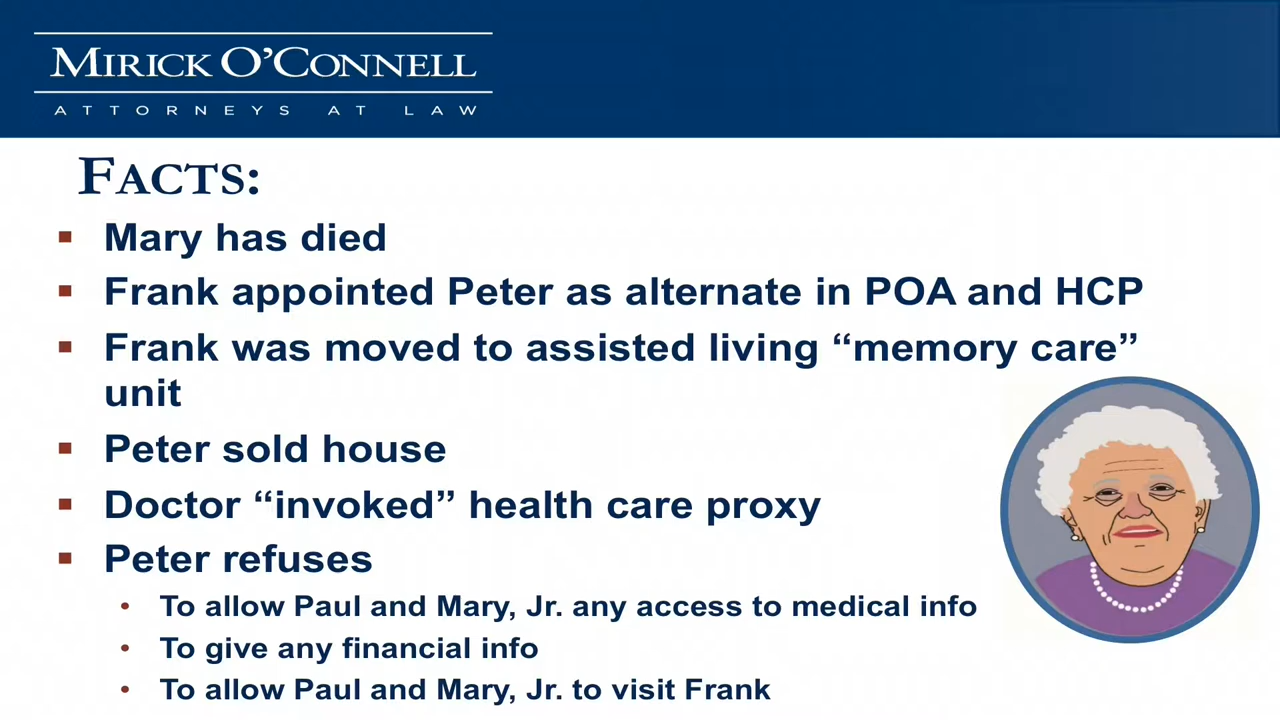 MIRICK O’CONNELL
ATTORNEYS AT LAW
FACTS:
▪ Mary has died
▪ Frank appointed Peter as alternate in POA and HCP
▪ Frank was moved to assisted living “memory care”
unit
▪ Peter sold house
▪ Doctor “invoked” health care proxy
▪ Peter refuses
• To allow Paul and Mary, Jr. any access to medical info
• To give any financial info
• To allow Paul and Mary, Jr. to visit Frank